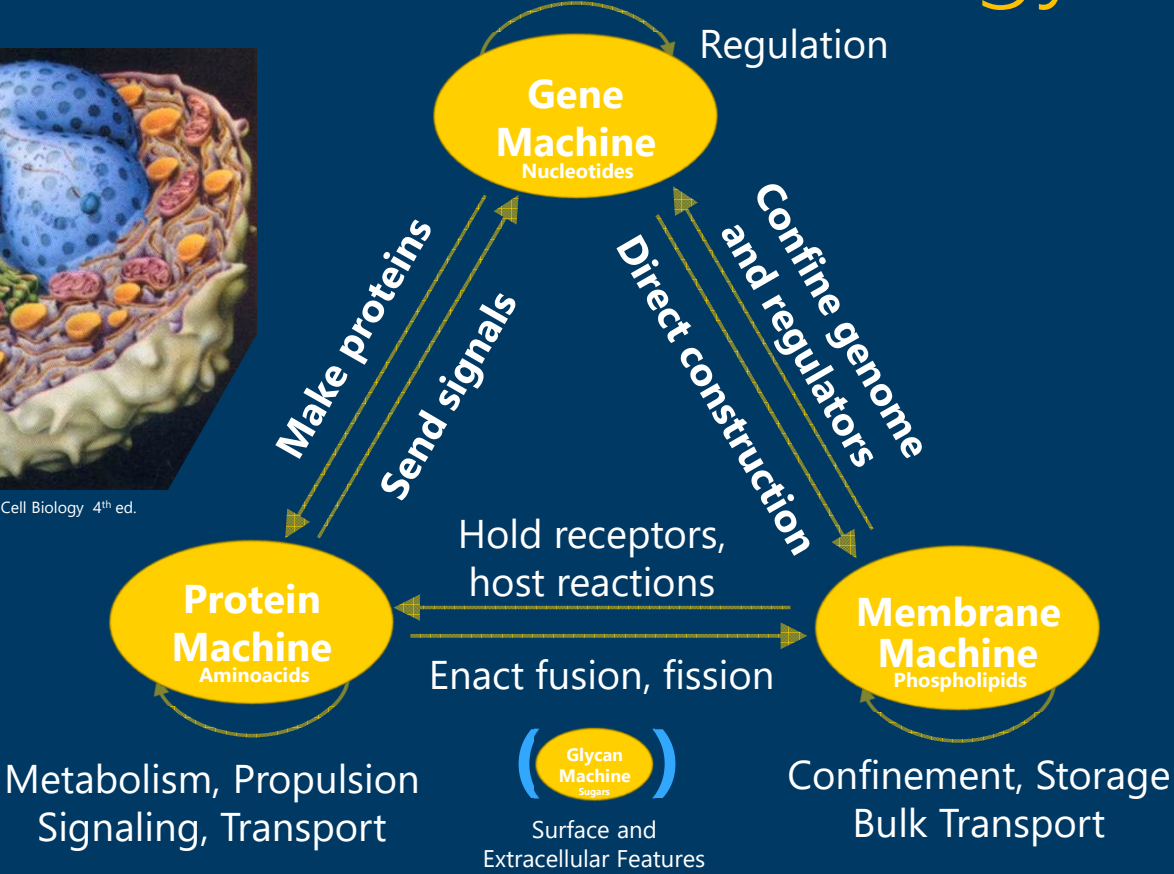 Regulation
Gene
Machine
Nucleotides
Make proteins
Send signals
Direct construction
Confine genome
and regulators
Cell Biology 4th ed.
Hold receptors,
host reactions
Protein
Machine
Aminoacids
Membrane
Machine
Phospholipids
Enact fusion, fission
Metabolism, Propulsion
Signaling, Transport
(Glycan
Machine
Sugars)
Surface and
Extracellular Features
Confinement, Storage
Bulk Transport